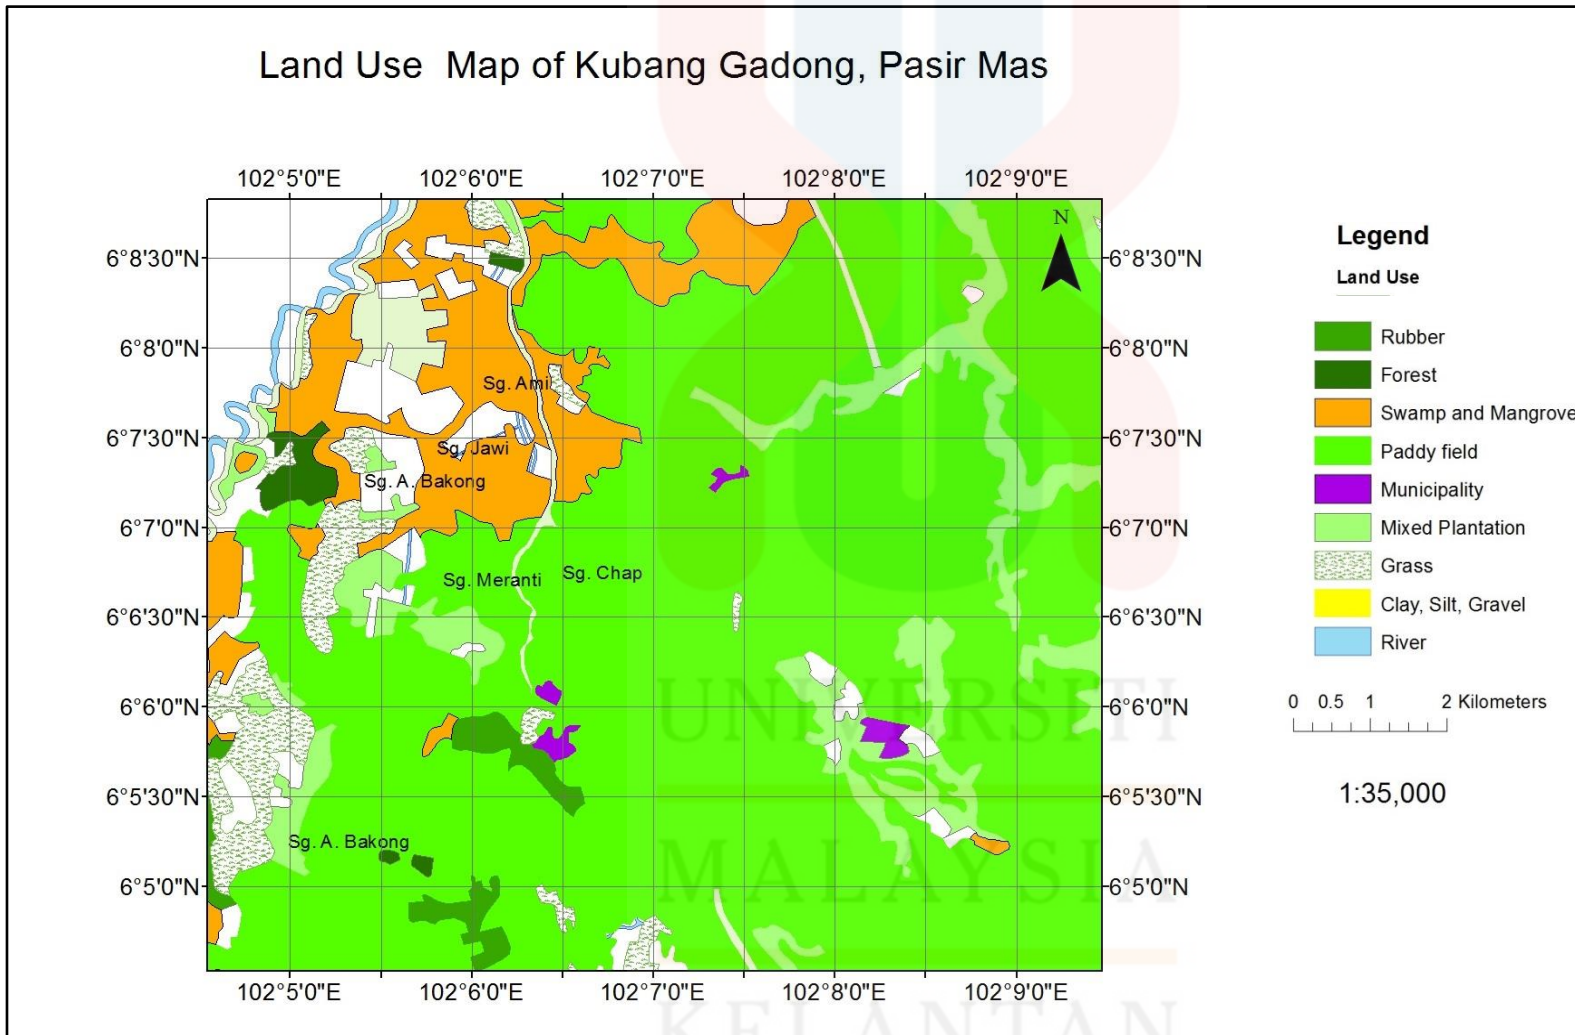 Land Use Map of Kubang Gadong, Pasir Mas
102°5'0"E 102°6'0"E 102°7'0"E 102°8'0"E 102°9'0"E
N
6°8'30"N 6°8'30"N
6°8'0"N 6°8'0"N
Sg. Ami
6°7'30"N 6°7'30"N
Sg. Jawi
Sg. A. Bakong
6°7'0"N 6°7'0"N
Sg. Meranti Sg. Chap
6°6'30"N 6°6'30"N
6°6'0"N 6°6'0"N
6°5'30"N 6°5'30"N
Sg. A. Bakong
6°5'0"N 6°5'0"N
102°5'0"E 102°6'0"E 102°7'0"E 102°8'0"E 102°9'0"E
Legend
Land Use
Rubber
Forest
Swamp and Mangrove
Paddy field
Municipality
Mixed Plantation
Grass
Clay, Silt, Gravel
River
0 0.5 1 2 Kilometers
1:35,000
UNIVERSITI
MALAYSIA
KELANTAN